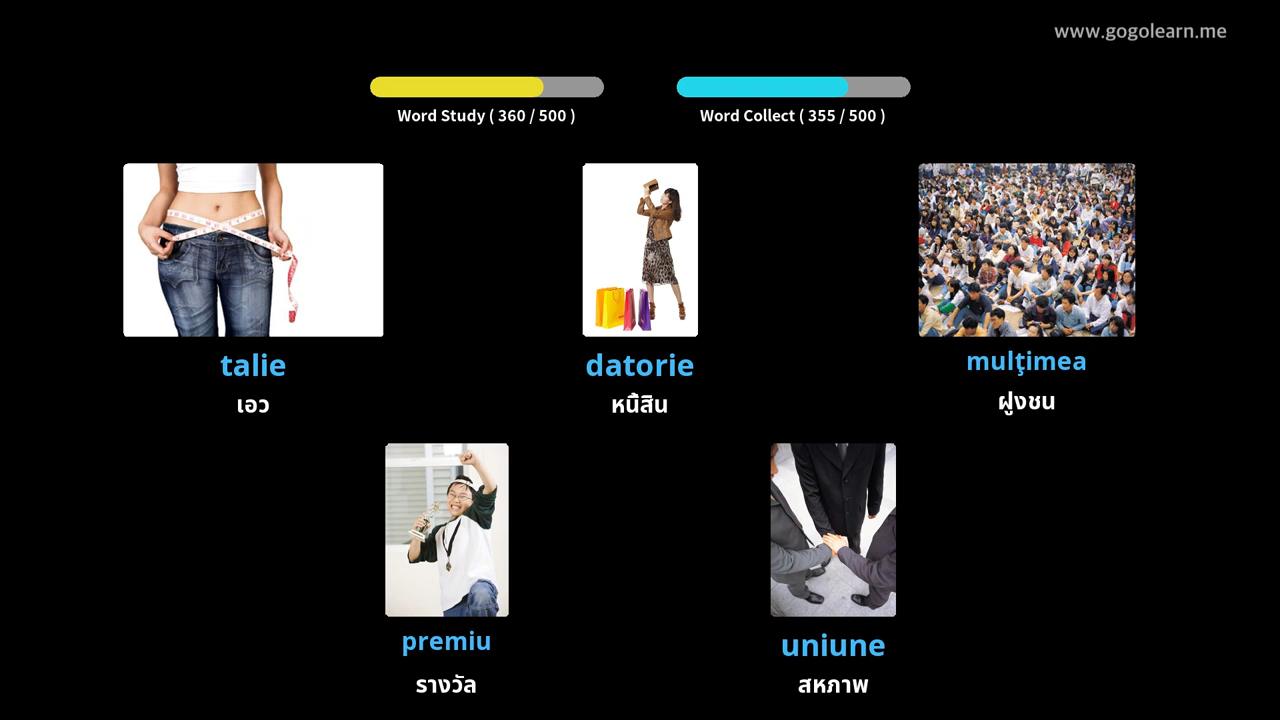 www.gogolearn.me
Word Study ( 360 / 500 )
Word Collect ( 355 / 500 )
talie
เอว
datorie
หนี้สิน
mulţimea
ฝูงชน
premiu
รางวัล
uniune
สหภาพ